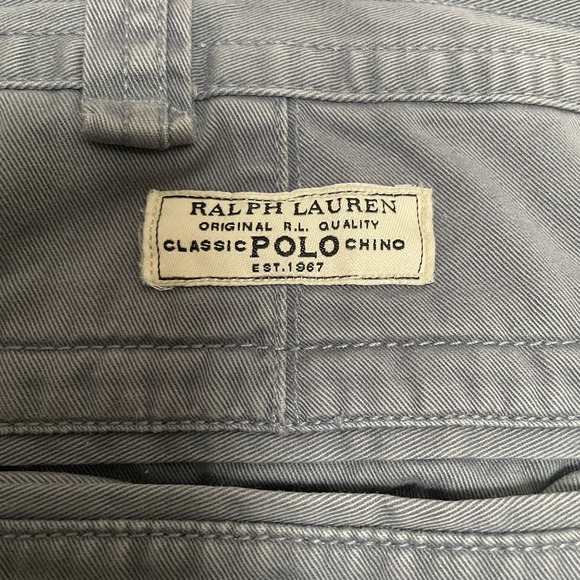 RALPH LAUREN
ORIGINAL R.L. QUALITY
CLASSIC POLO CHINO
EST.1967